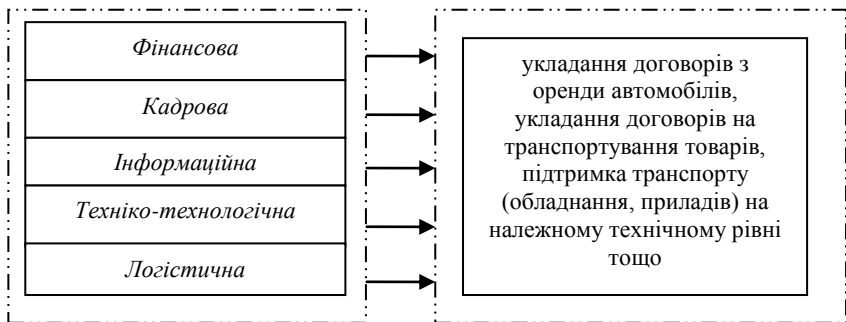 Фінансова
Кадрова
Інформаційна
Техніко-технологічна
Логістична
укладання договорів з
оренди автомобілів,
укладання договорів на
транспортування товарів,
підтримка транспорту
(обладнання, приладів) на
належному технічному рівні
тощо